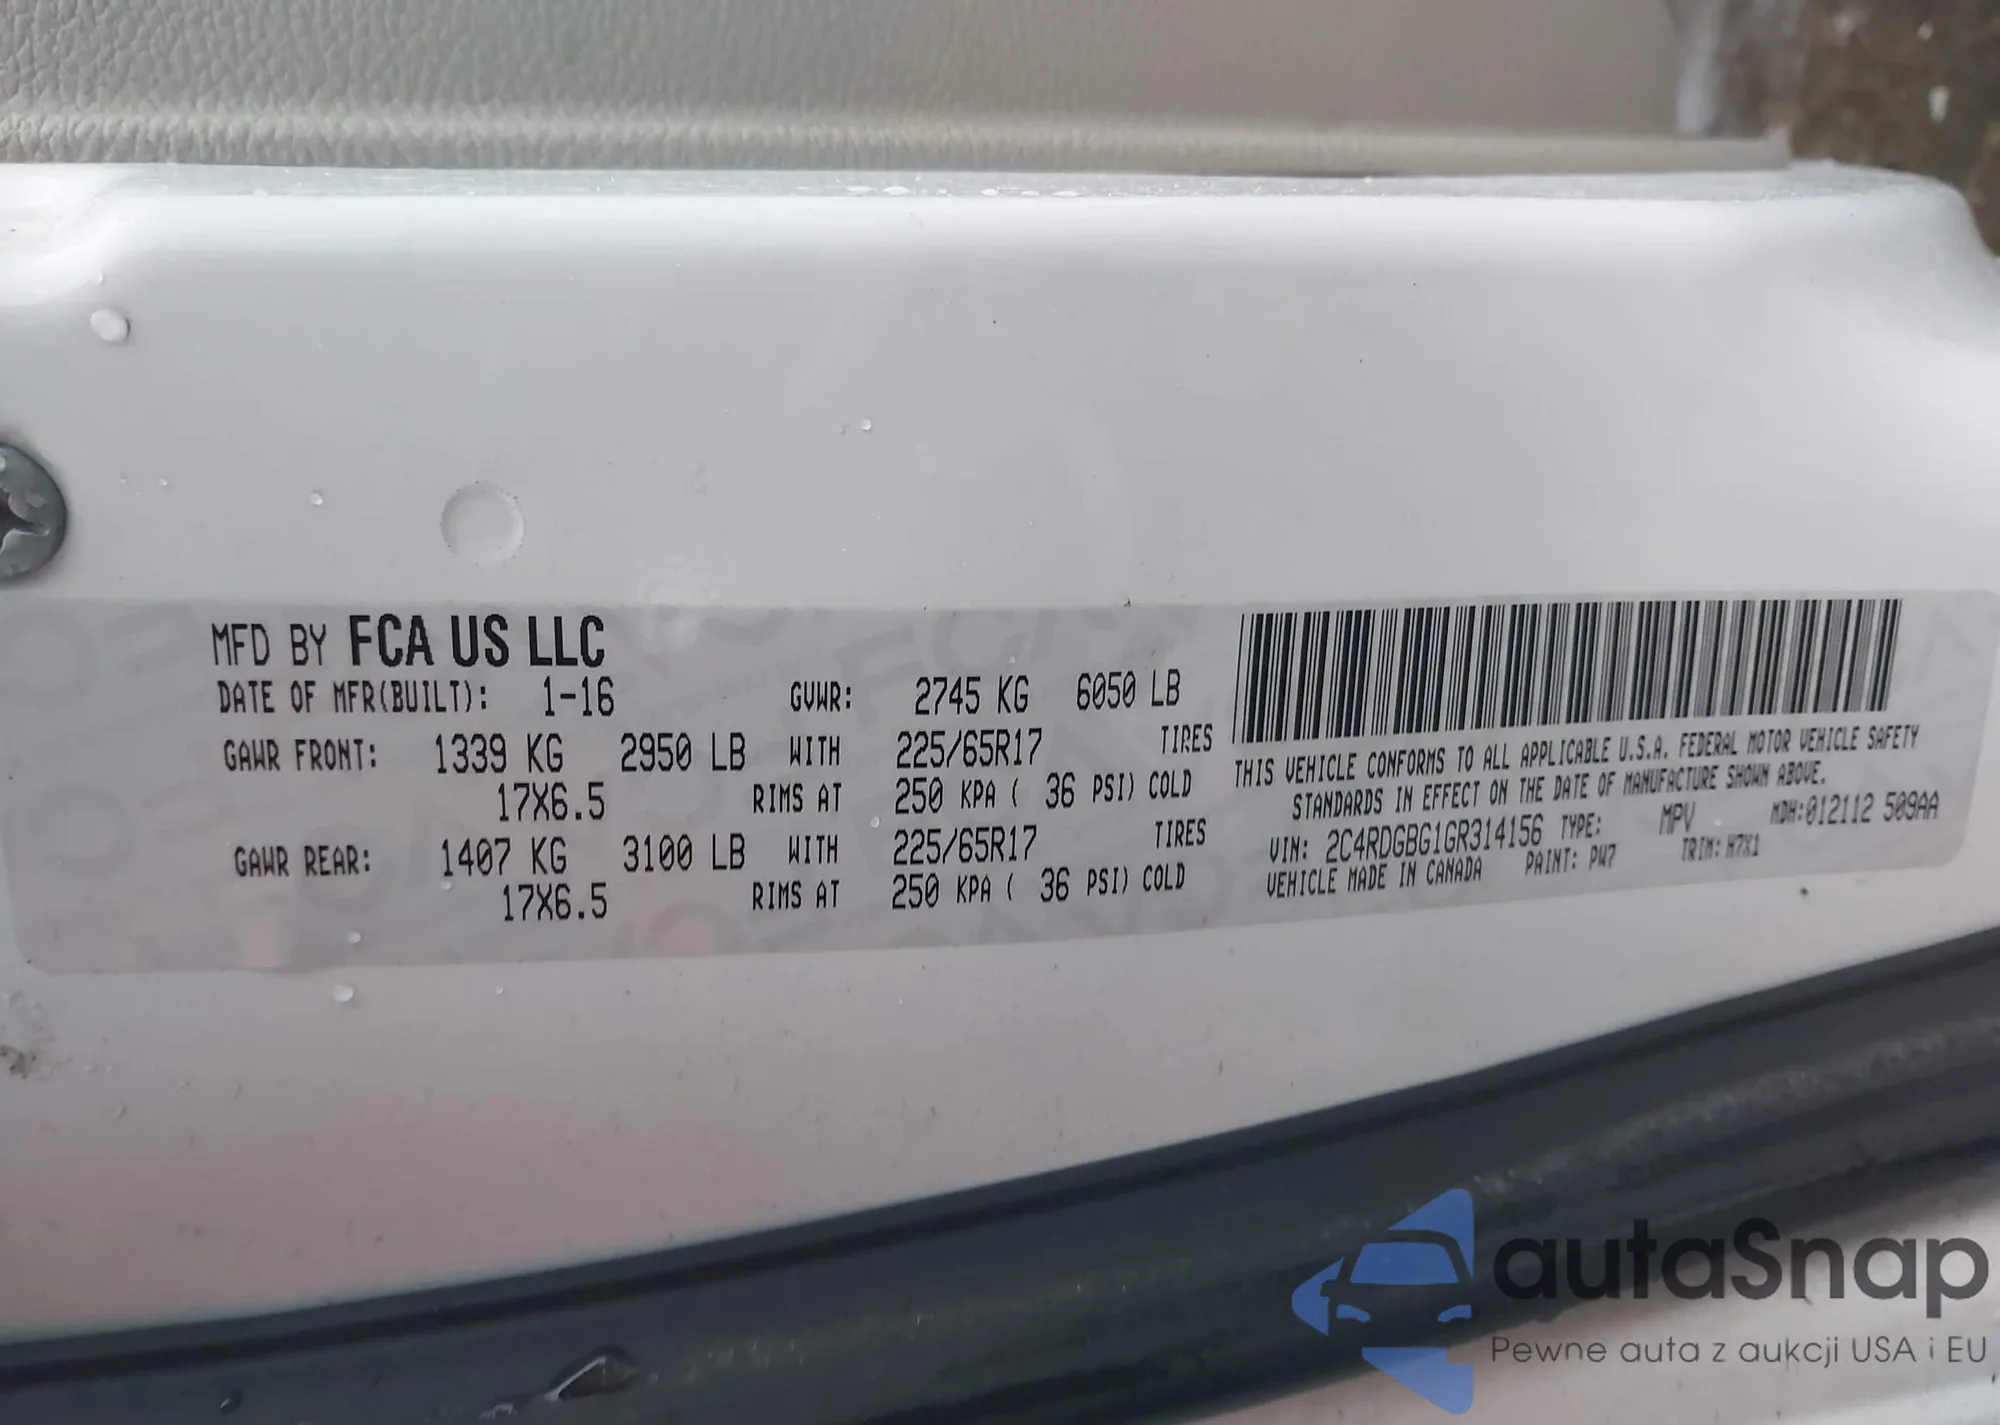 MFD BY FCA US LLC
DATE OF MFR(BUILT): 1-16 GVWR: 2745 KG 6050 LB
GAWR FRONT: 1339 KG 2950 LB WITH 225/65R17 TIRES
17X6.5 RIMS AT 250 KPA ( 36 PSI) COLD
GAWR REAR: 1407 KG 3100 LB WITH 225/65R17 TIRES
17X6.5 RIMS AT 250 KPA ( 36 PSI) COLD
THIS VEHICLE CONFORMS TO ALL APPLICABLE U.S.A. FEDERAL MOTOR VEHICLE SAFETY
STANDARDS IN EFFECT ON THE DATE OF MANUFACTURE SHOWN ABOVE.
VIN: 2C4RDGBG1GR314156 TYPE: MPV MDH:012112 509AA
VEHICLE MADE IN CANADA PAINT: PW7 TRIM: H7X1
autaSnap
Pewne auta z aukcji USA i EU